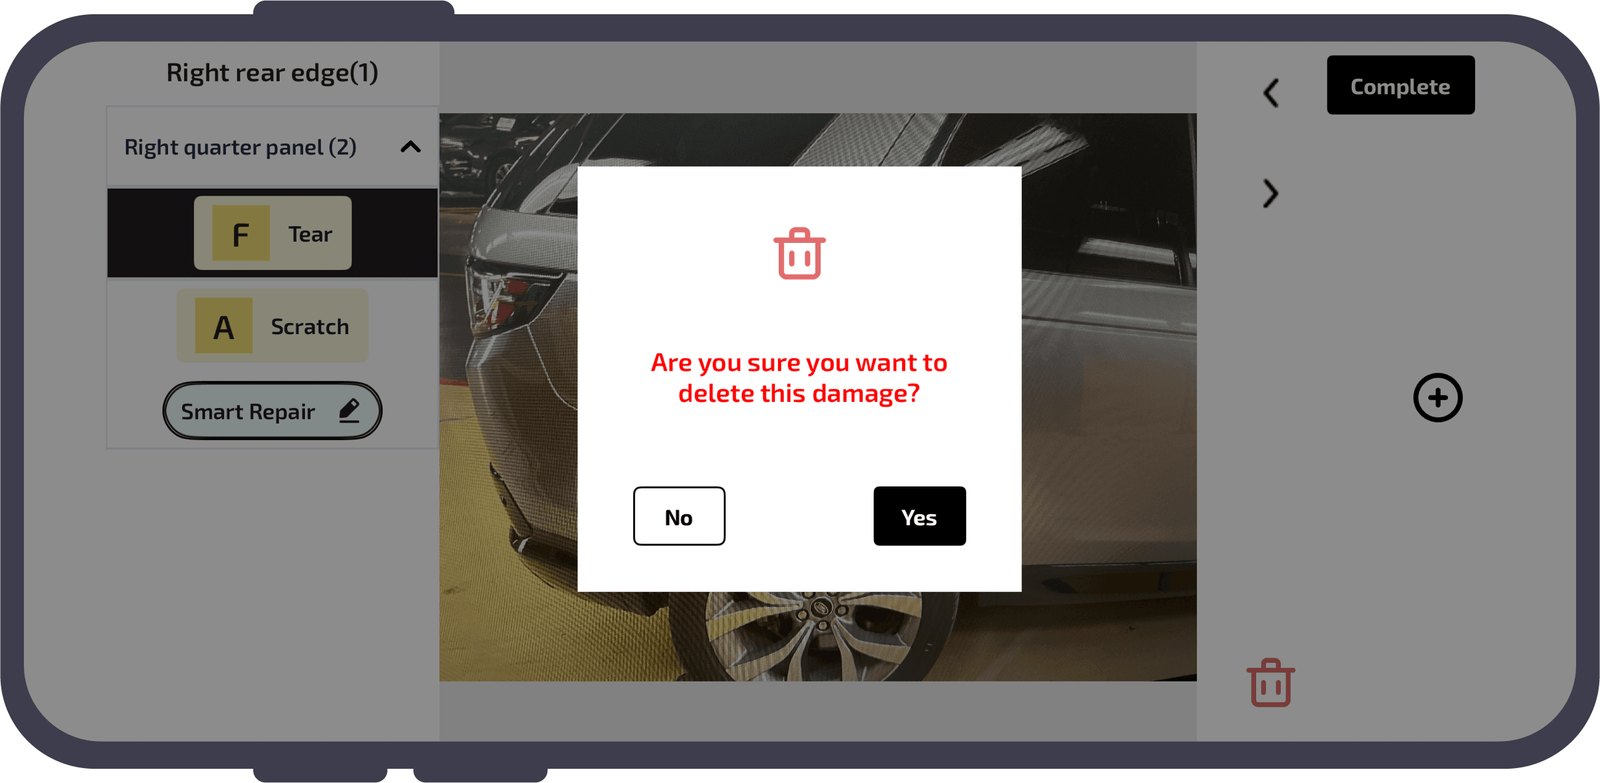 Right rear edge(1)
Complete
Right quarter panel (2)
F Tear
A Scratch
Smart Repair
Are you sure you want to
delete this damage?
No
Yes